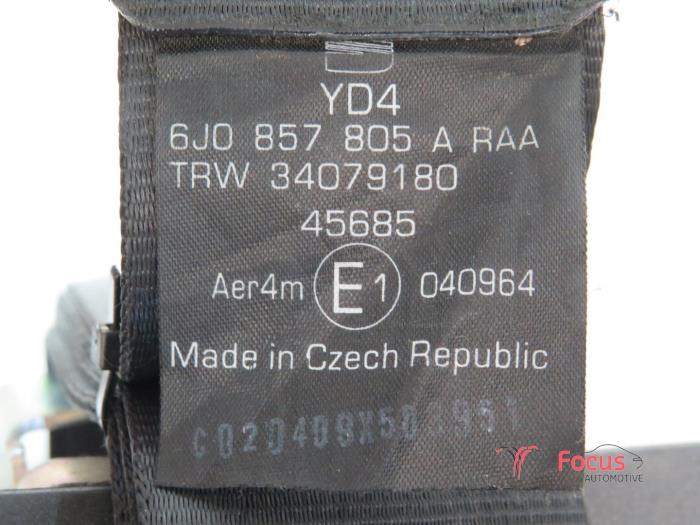 YD4
6J0 857 805 A RAA
TRW 34079180
45685
Aer4m E1 040964
Made in Czech Republic
Focus
AUTOMOTIVE